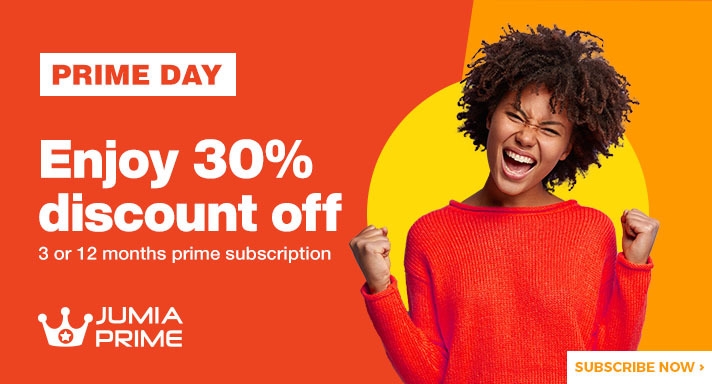 PRIME DAY
Enjoy 30%
discount off
3 or 12 months prime subscription
JUMIA
PRIME
SUBSCRIBE NOW ›